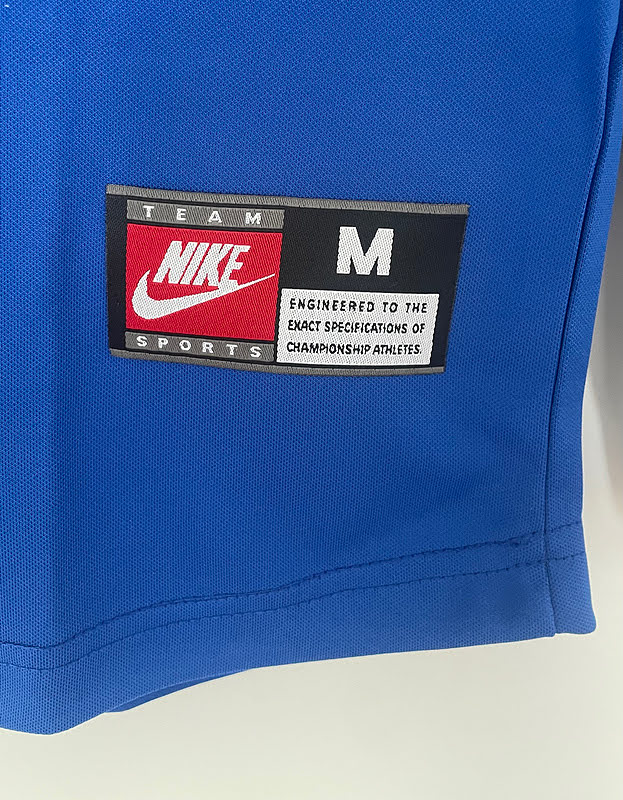 TEAM
NIKE
SPORTS
M
ENGINEERED TO THE
EXACT SPECIFICATIONS OF
CHAMPIONSHIP ATHLETES.